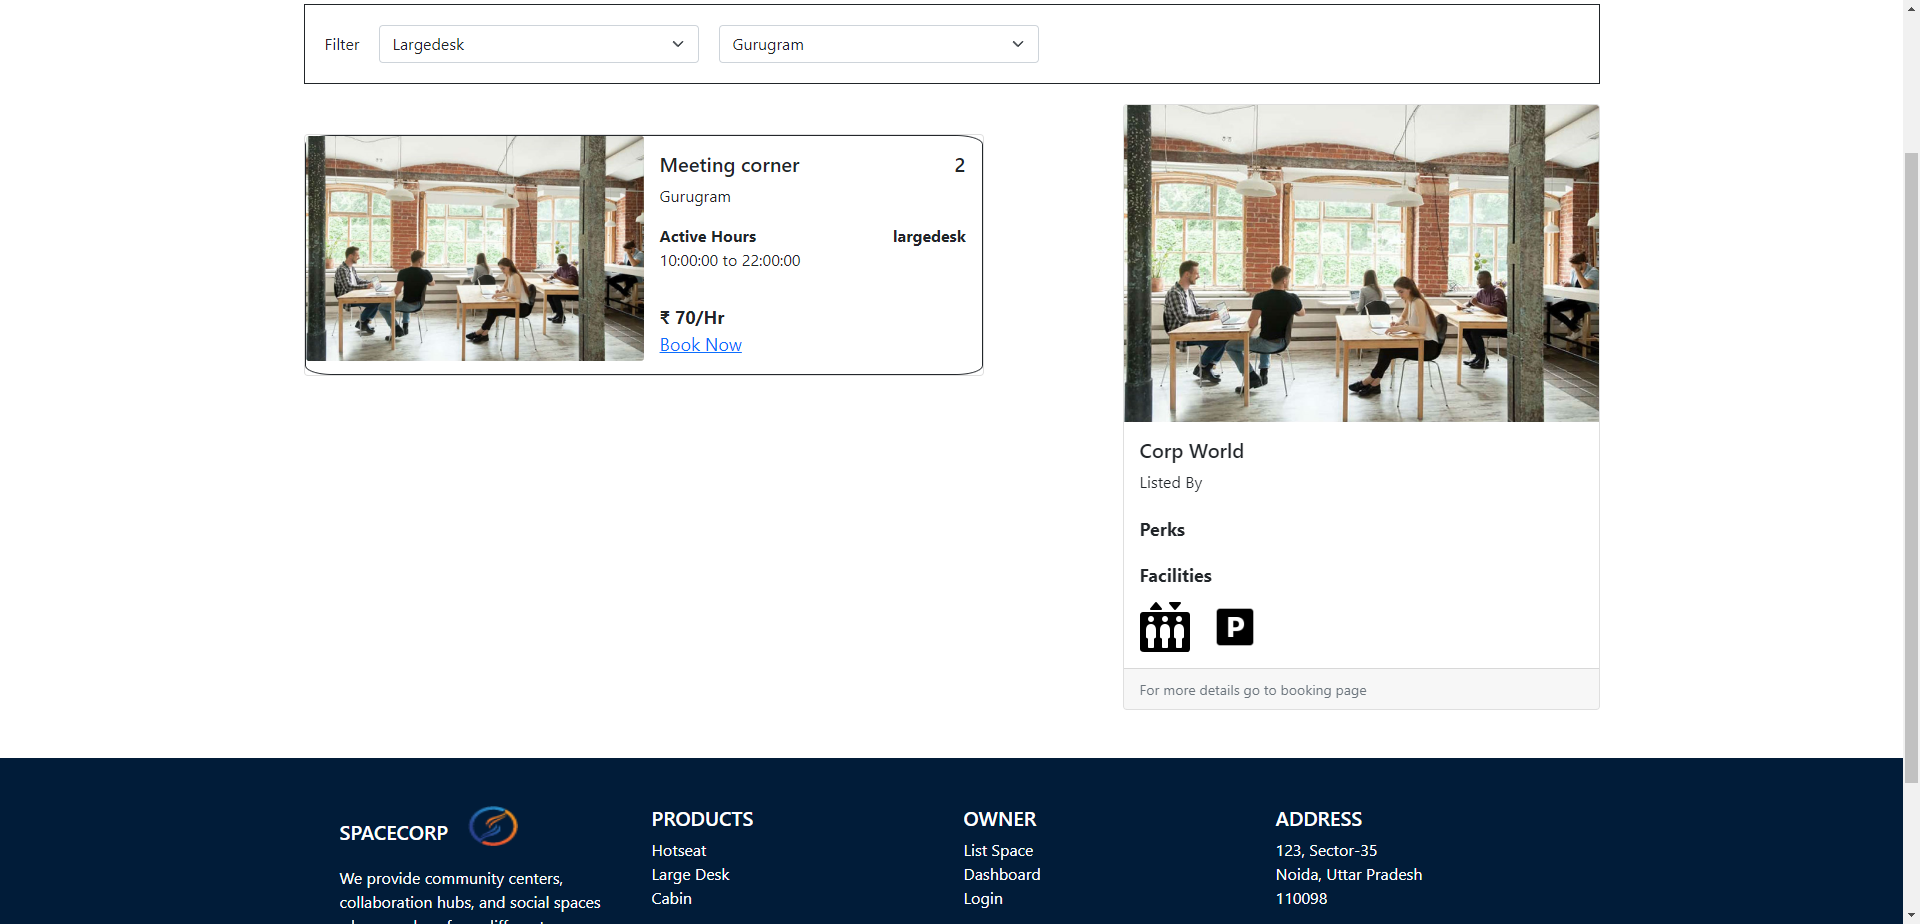 Filter
Largedesk
Gurugram
Meeting corner 2
Gurugram
Active Hours largedesk
10:00:00 to 22:00:00
₹ 70/Hr
Book Now
Corp World
Listed By
Perks
Facilities
P
For more details go to booking page
SPACECORP
We provide community centers,
collaboration hubs, and social spaces
PRODUCTS
Hotseat
Large Desk
Cabin
OWNER
List Space
Dashboard
Login
ADDRESS
123, Sector-35
Noida, Uttar Pradesh
110098